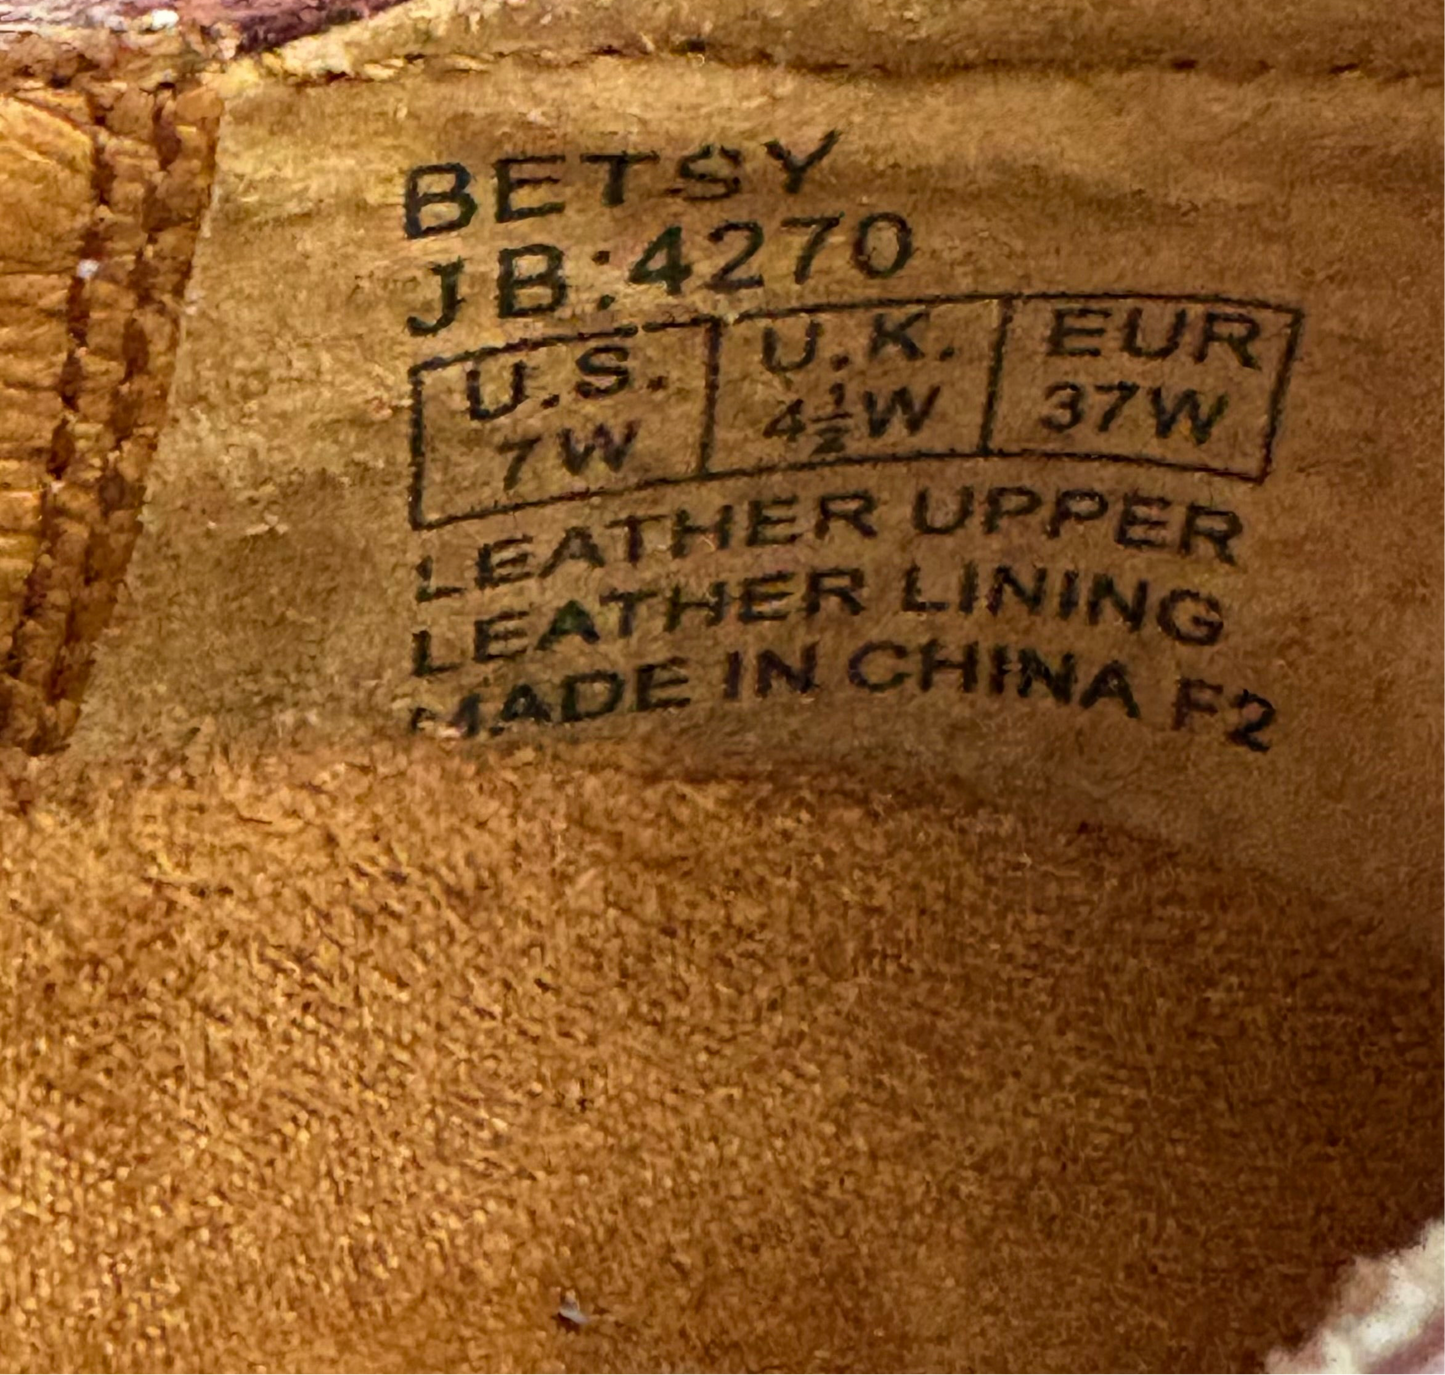 BETSY
JB:4270
U.S. U.K. EUR
7W 4½W 37W
LEATHER UPPER
LEATHER LINING
MADE IN CHINA F2